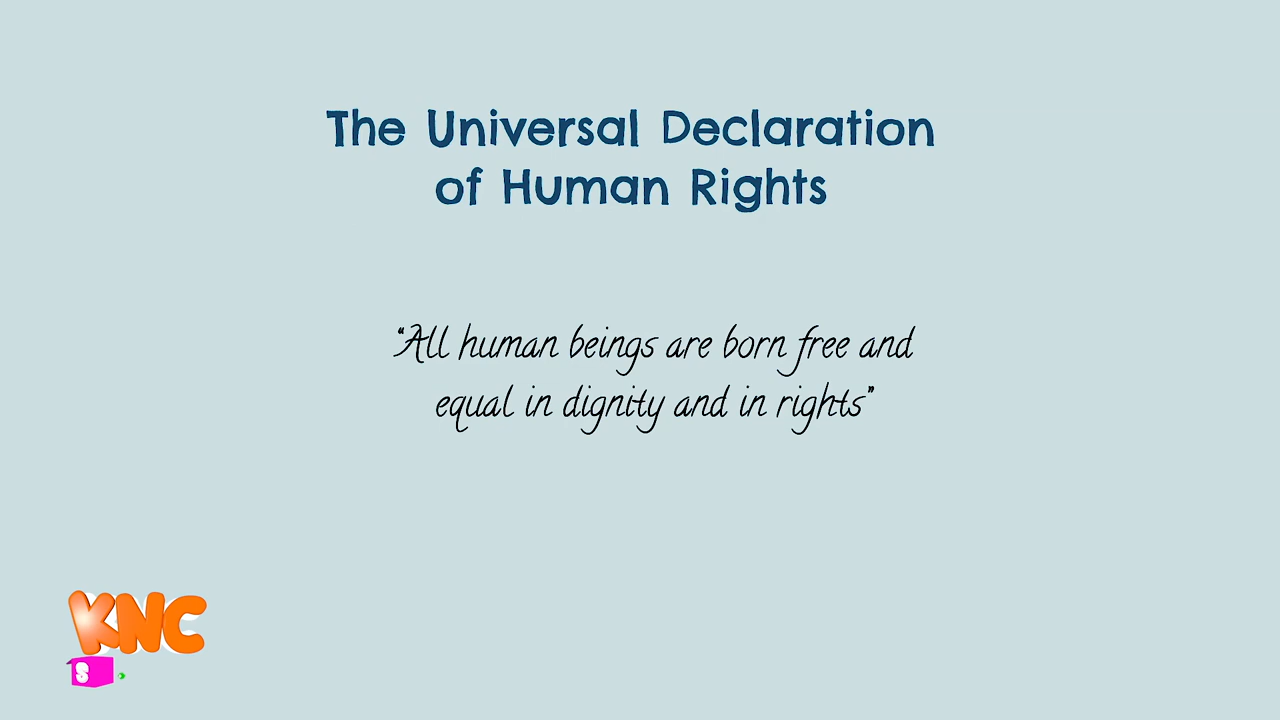 The Universal Declaration
of Human Rights
“All human beings are born free and
equal in dignity and in rights”
KNC
S